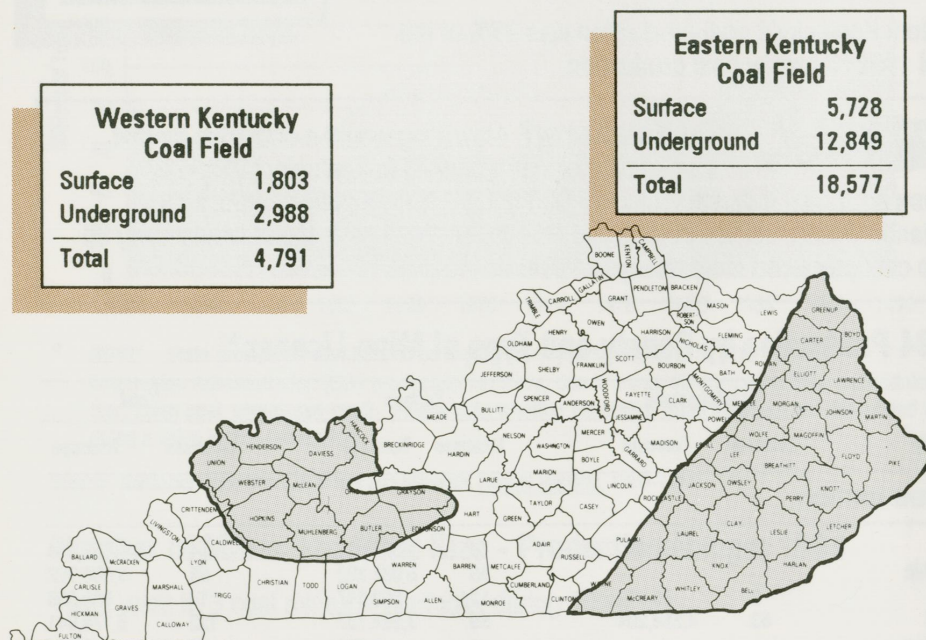 Eastern Kentucky
Coal Field
Surface 5,728
Underground 12,849
Total 18,577
Western Kentucky
Coal Field
Surface 1,803
Underground 2,988
Total 4,791
BOONE
KENTON
CAMPBELL
GALLATIN
PENDLETON
BRACKEN
GRANT
MASON
LEWIS
GREENUP
TRIMBLE
CARROLL
OWEN
ROBERT
SON
HENRY
HARRISON
NICHOLAS
FLEMING
CARTER
BOYD
OLDHAM
SHELBY
FRANKLIN
SCOTT
BOURBON
BATH
ROWAN
ELLIOTT
LAWRENCE
JEFFERSON
SPENCER
ANDERSON
WOODFORD
FAYETTE
CLARK
MONTGOMERY
MENIFEE
MORGAN
JOHNSON
MARTIN
MEADE
BULLITT
NELSON
WASHINGTON
MERCER
JESSAMINE
MADISON
POWELL
WOLFE
MAGOFFIN
FLOYD
PIKE
HANCOCK
BRECKINRIDGE
HARDIN
LARUE
MARION
BOYLE
GARRARD
LEE
BREATHITT
KNOTT
UNION
HENDERSON
DAVIESS
WEBSTER
McLEAN
GRAYSON
HART
TAYLOR
GREEN
CASEY
LINCOLN
ROCKCASTLE
JACKSON
OWSLEY
PERRY
LETCHER
CRITTENDEN
HOPKINS
MUHLENBERG
BUTLER
EDMONSON
ADAIR
RUSSELL
PULASKI
LAUREL
CLAY
LESLIE
HARLAN
LIVINGSTON
CALDWELL
LYON
BALLARD
McCRACKEN
CARLISLE
MARSHALL
TRIGG
CHRISTIAN
TODD
LOGAN
WARREN
BARREN
METCALFE
CUMBERLAND
CLINTON
WAYNE
McCREARY
WHITLEY
KNOX
BELL
HICKMAN
GRAVES
CALLOWAY
FULTON
SIMPSON
ALLEN
MONROE